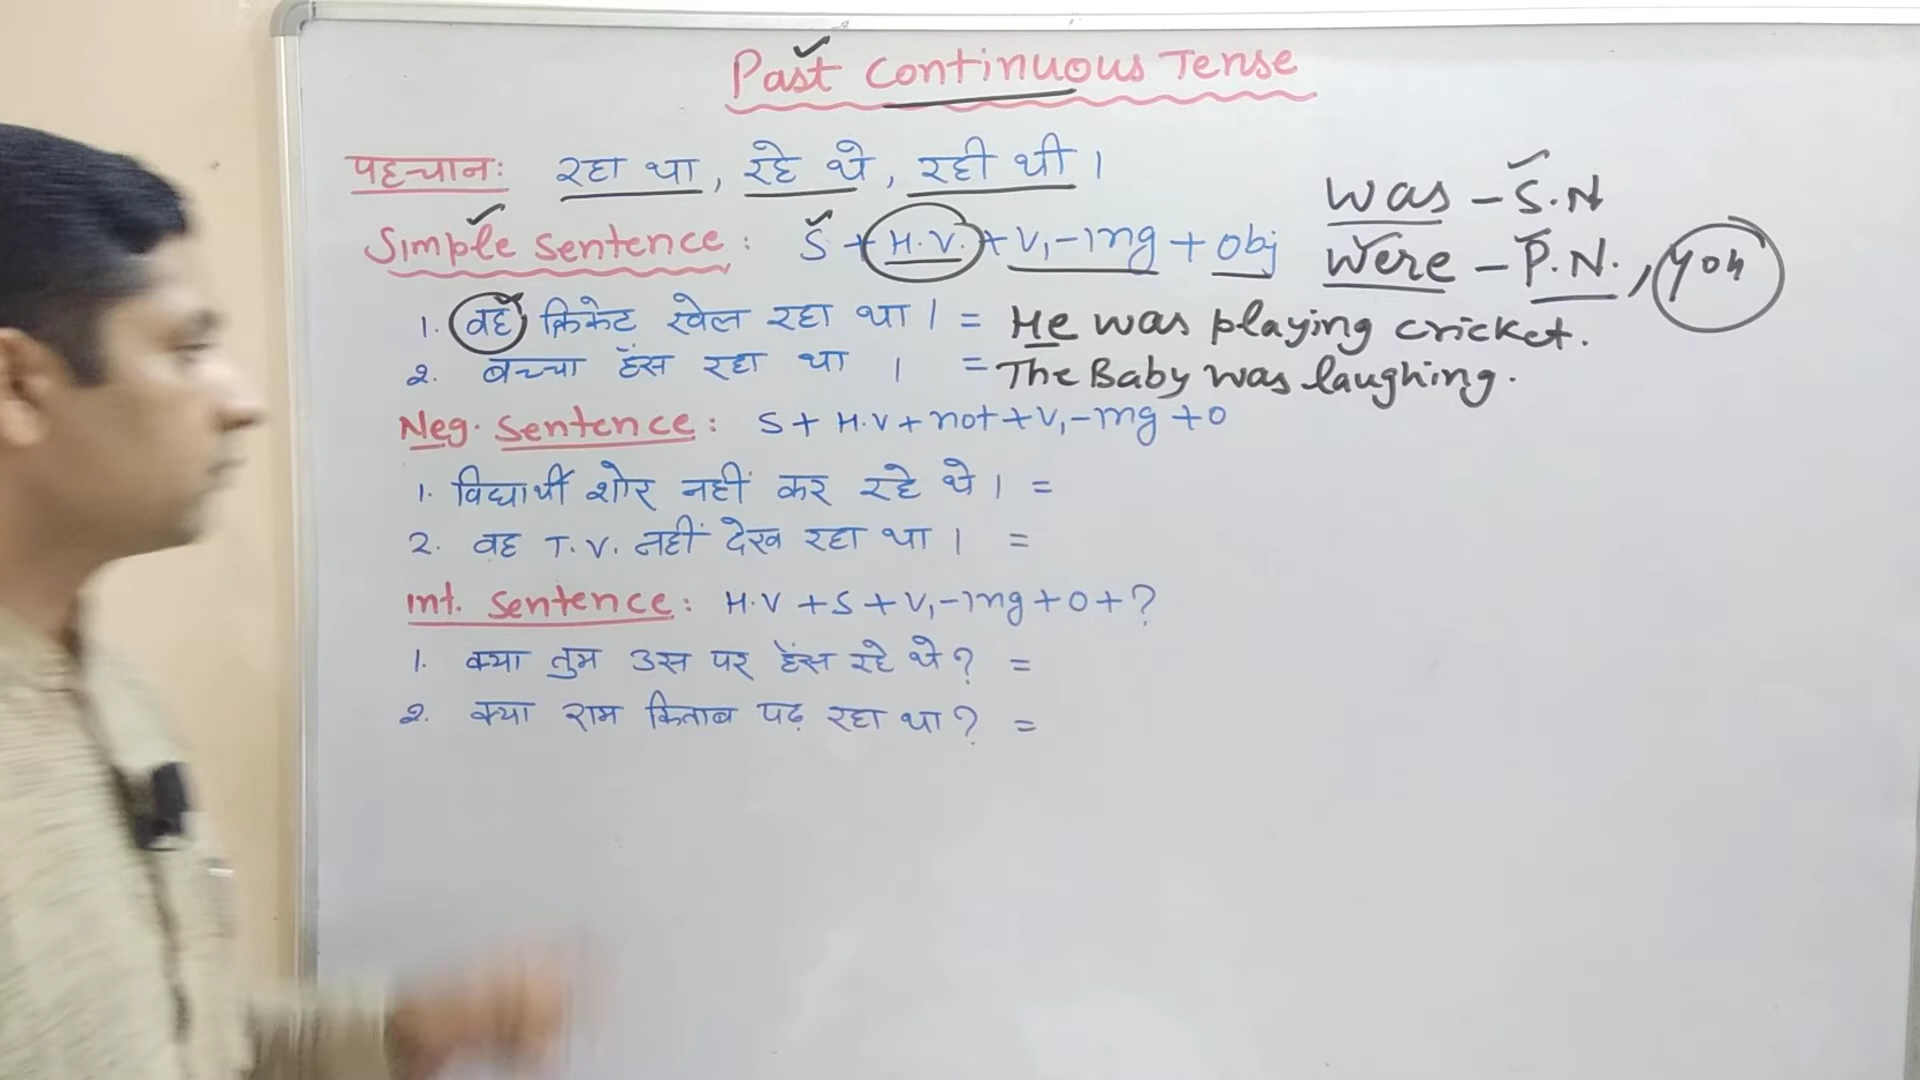 Past Continuous Tense
पहचान: रहा था, रहे थे, रही थी।
was - S.N
Simple Sentence: S + H.V. + V₁-ing + obj
were - P.N., you
1. वह क्रिकेट खेल रहा था। = He was playing cricket.
2. बच्चा हँस रहा था । = The Baby was laughing.
Neg. Sentence: S + H.V + not + V₁-ing + O
1. विद्यार्थी शोर नहीं कर रहे थे। =
2. वह T.V. नहीं देख रहा था। =
Int. Sentence: H.V + S + V₁-ing + O + ?
1. क्या तुम उस पर हँस रहे थे? =
2. क्या राम किताब पढ़ रहा था? =